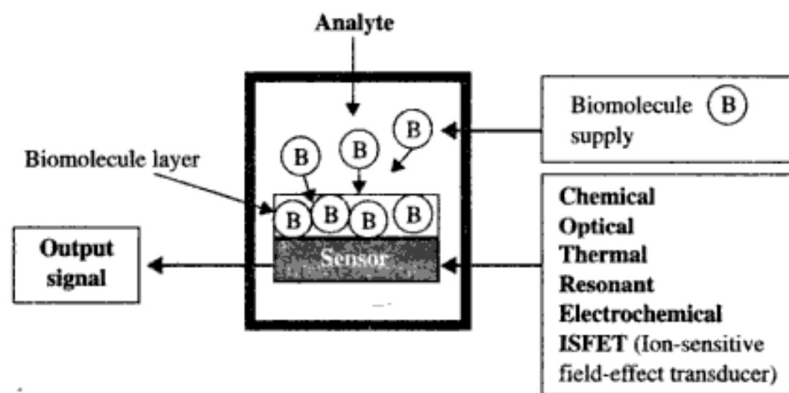 Analyte
Biomolecule B
supply
B
B
B
Biomolecule layer
B
B
B
B
Sensor
Output
signal
Chemical
Optical
Thermal
Resonant
Electrochemical
ISFET (Ion-sensitive
field-effect transducer)